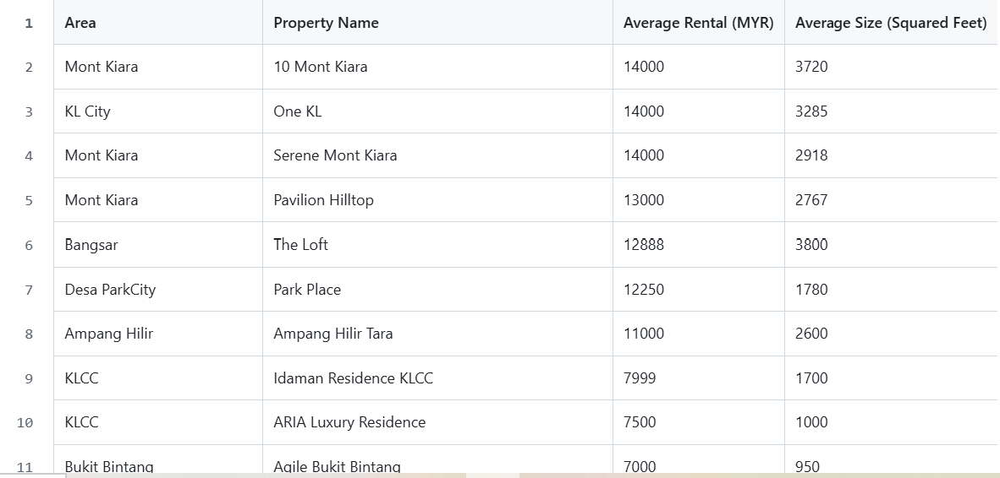 1 Area Property Name Average Rental (MYR) Average Size (Squared Feet)
2 Mont Kiara 10 Mont Kiara 14000 3720
3 KL City One KL 14000 3285
4 Mont Kiara Serene Mont Kiara 14000 2918
5 Mont Kiara Pavilion Hilltop 13000 2767
6 Bangsar The Loft 12888 3800
7 Desa ParkCity Park Place 12250 1780
8 Ampang Hilir Ampang Hilir Tara 11000 2600
9 KLCC Idaman Residence KLCC 7999 1700
10 KLCC ARIA Luxury Residence 7500 1000
11 Bukit Bintang Agile Bukit Bintang 7000 950